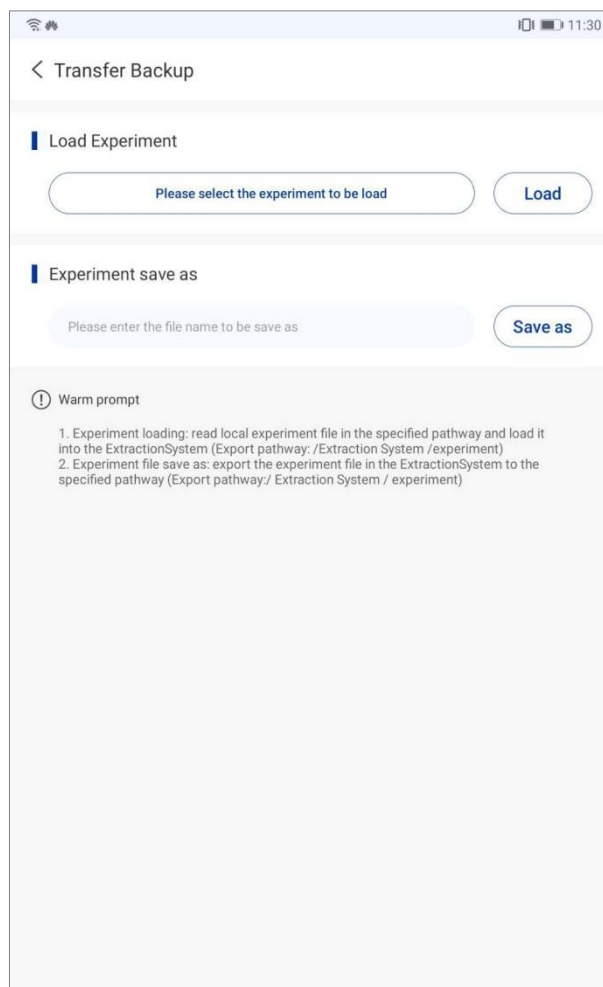 11:30
Transfer Backup
Load Experiment
Please select the experiment to be load
Load
Experiment save as
Please enter the file name to be save as
Save as
Warm prompt
1. Experiment loading: read local experiment file in the specified pathway and load it
into the ExtractionSystem (Export pathway: /Extraction System /experiment)
2. Experiment file save as: export the experiment file in the ExtractionSystem to the
specified pathway (Export pathway:/ Extraction System / experiment)